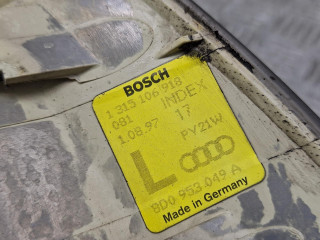 BOSCH
1 315 106 918
081 INDEX
1.08.97 17
PY21W
L
8D0 953 049 A
Made in Germany